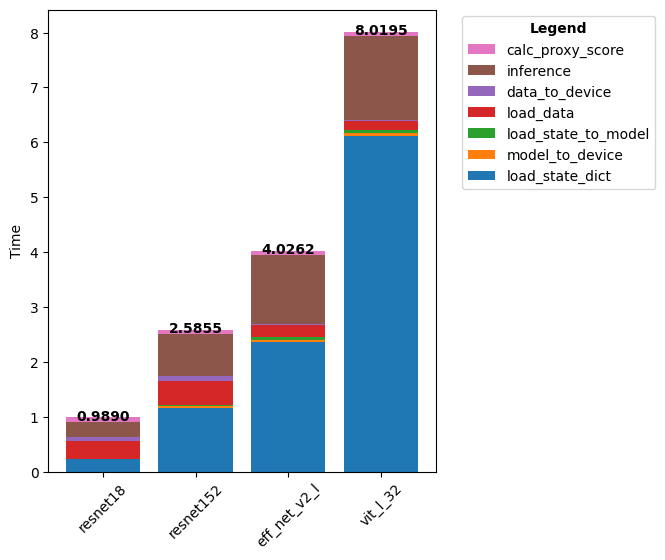 8
7
6
5
4
3
2
1
0
Time
0.9890
2.5855
4.0262
8.0195
resnet18
resnet152
eff_net_v2_l
vit_l_32
Legend
calc_proxy_score
inference
data_to_device
load_data
load_state_to_model
model_to_device
load_state_dict